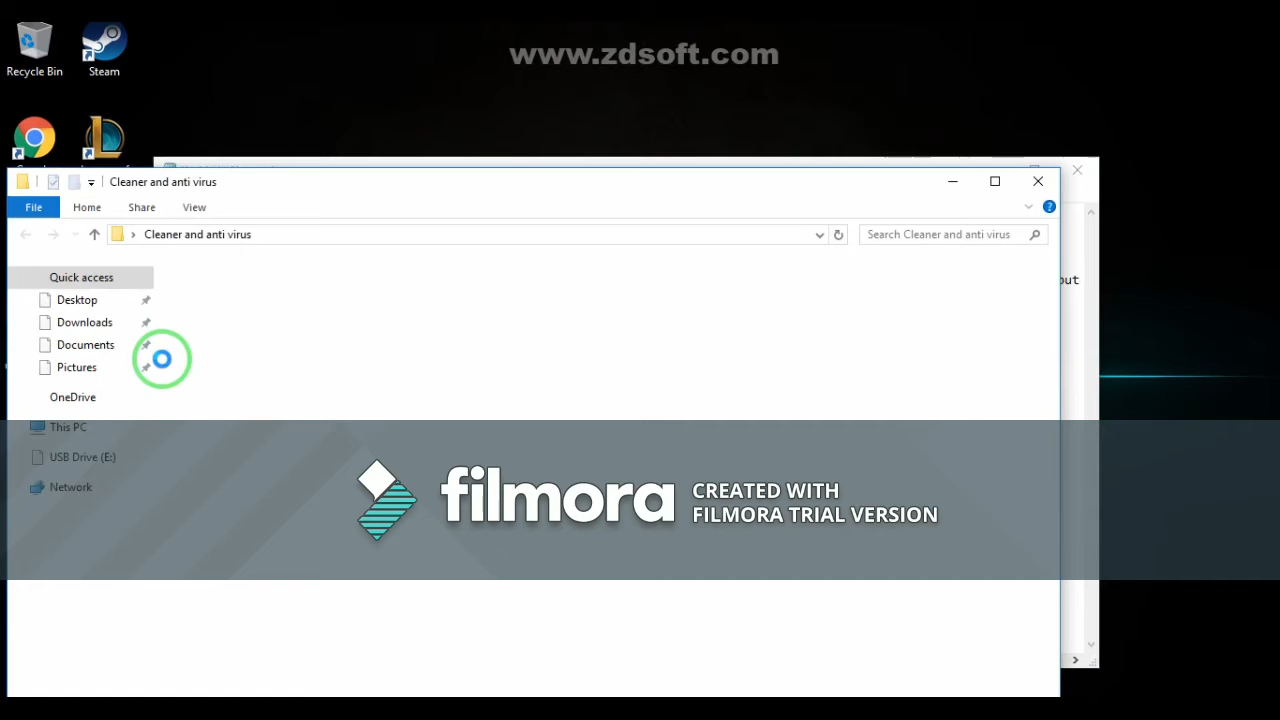 www.zdsoft.com
Recycle Bin
Steam
Cleaner and anti virus
File
Home
Share
View
Cleaner and anti virus
Search Cleaner and anti virus
Quick access
Desktop
Downloads
Documents
Pictures
OneDrive
This PC
USB Drive (E:)
Network
out
filmora
CREATED WITH
FILMORA TRIAL VERSION